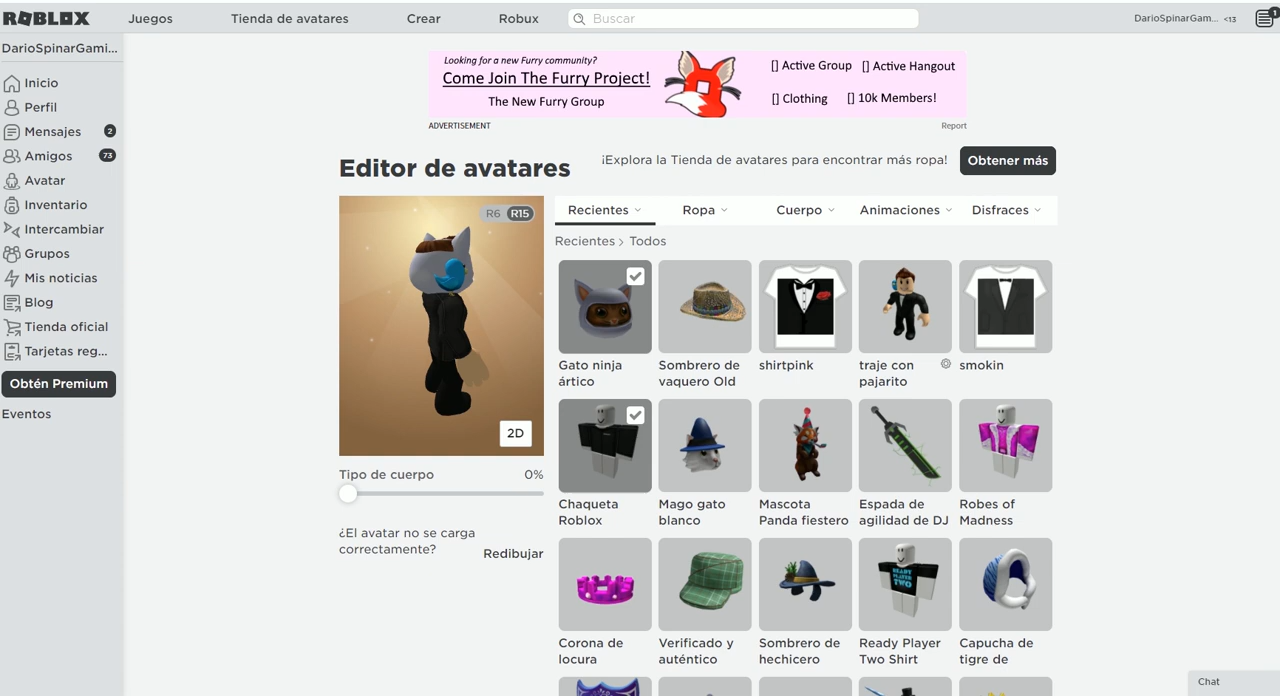 ROBLOX
Juegos
Tienda de avatares
Crear
Robux
Buscar
DarioSpinarGam... <13
1
DarioSpinarGami...
Inicio
Perfil
Mensajes 2
Amigos 73
Avatar
Inventario
Intercambiar
Grupos
Mis noticias
Blog
Tienda oficial
Tarjetas reg...
Obtén Premium
Eventos
Looking for a new Furry community?
Come Join The Furry Project!
The New Furry Group
[] Active Group [] Active Hangout
[] Clothing [] 10k Members!
ADVERTISEMENT
Report
Editor de avatares
¡Explora la Tienda de avatares para encontrar más ropa!
Obtener más
R6 R15
2D
Tipo de cuerpo 0%
¿El avatar no se carga
correctamente?
Redibujar
Recientes
Ropa
Cuerpo
Animaciones
Disfraces
Recientes > Todos
Gato ninja
ártico
Sombrero de
vaquero Old
shirtpink
traje con
pajarito
smokin
Chaqueta
Roblox
Mago gato
blanco
Mascota
Panda fiestero
Espada de
agilidad de DJ
Robes of
Madness
Corona de
locura
Verificado y
auténtico
Sombrero de
hechicero
READY
PLAYER
TWO
Ready Player
Two Shirt
Capucha de
tigre de
Chat